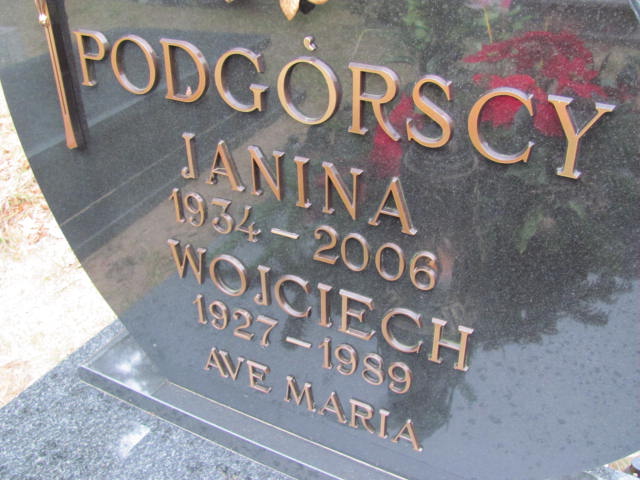 PODGÓRSCY
JANINA
1934 – 2006
WOJCIECH
1927 – 1989
AVE MARIA